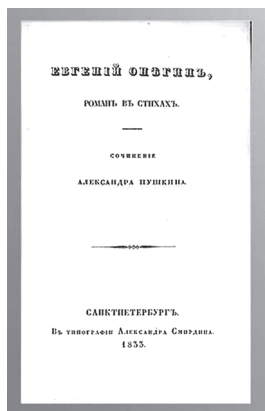 ЕВГЕНІЙ ОНѢГИНЪ,
РОМАНЪ ВЪ СТИХАХЪ.
СОЧИНЕНІЕ
АЛЕКСАНДРА ПУШКИНА.
САНКТПЕТЕРБУРГЪ.
Въ типографіи Александра Смирдина.
1833.